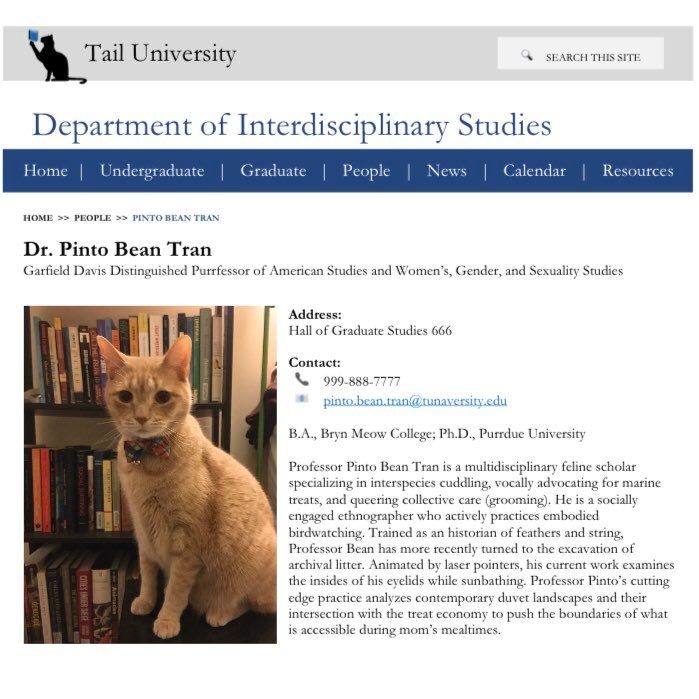 Tail University
SEARCH THIS SITE
Department of Interdisciplinary Studies
Home | Undergraduate | Graduate | People | News | Calendar | Resources
HOME >> PEOPLE >> PINTO BEAN TRAN
Dr. Pinto Bean Tran
Garfield Davis Distinguished Purrfessor of American Studies and Women's, Gender, and Sexuality Studies
Address:
Hall of Graduate Studies 666
Contact:
999-888-7777
pinto.bean.tran@tunaversity.edu
B.A., Bryn Meow College; Ph.D., Purrdue University
Professor Pinto Bean Tran is a multidisciplinary feline scholar
specializing in interspecies cuddling, vocally advocating for marine
treats, and queering collective care (grooming). He is a socially
engaged ethnographer who actively practices embodied
birdwatching. Trained as an historian of feathers and string,
Professor Bean has more recently turned to the excavation of
archival litter. Animated by laser pointers, his current work examines
the insides of his eyelids while sunbathing. Professor Pinto's cutting
edge practice analyzes contemporary duvet landscapes and their
intersection with the treat economy to push the boundaries of what
is accessible during mom's mealtimes.